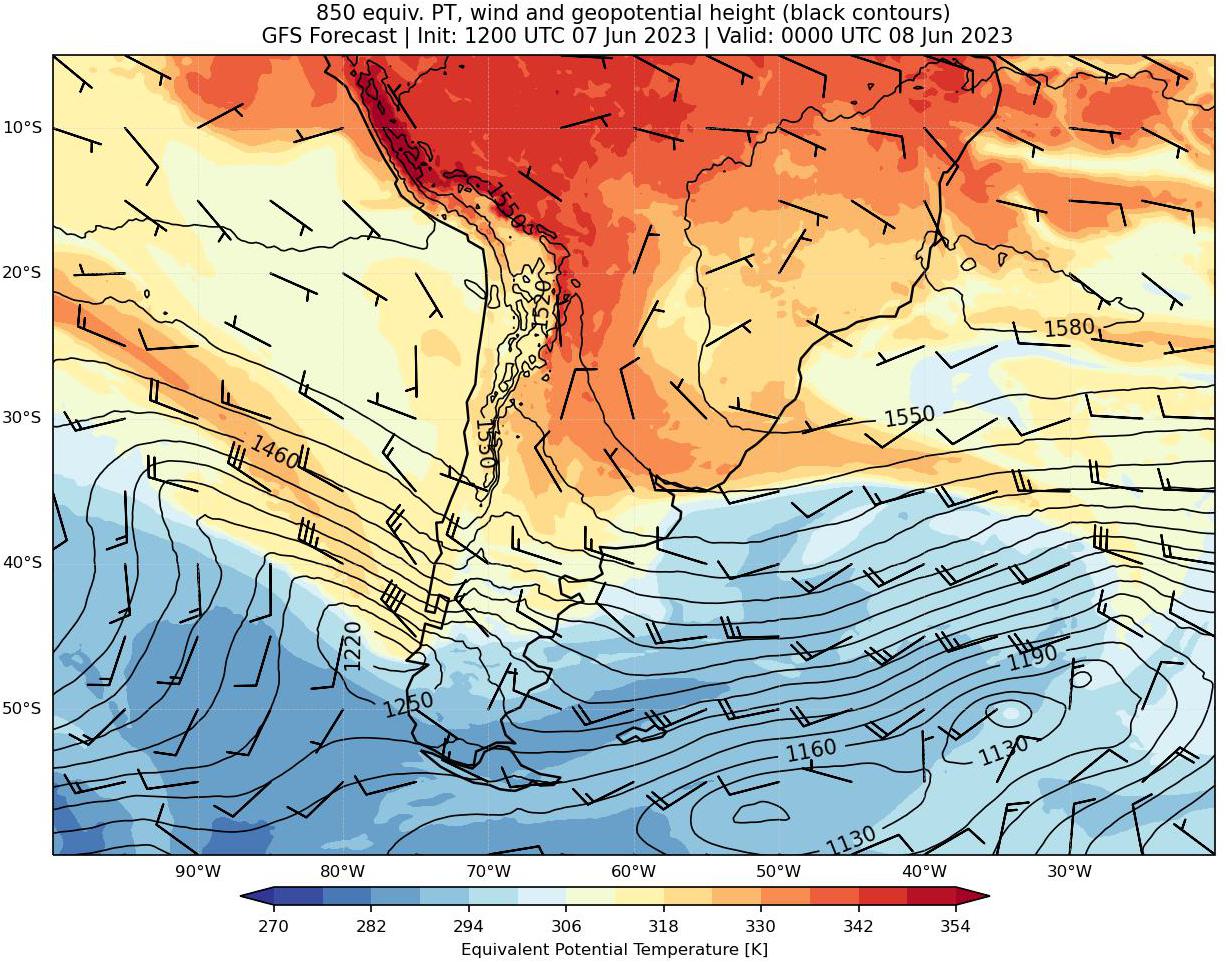 850 equiv. PT, wind and geopotential height (black contours)
GFS Forecast | Init: 1200 UTC 07 Jun 2023 | Valid: 0000 UTC 08 Jun 2023
10°S
20°S
30°S
40°S
50°S
1550
1520
1580
1550
1550
1460
1220
1250
1190
1160
1130
1130
90°W
80°W
70°W
60°W
50°W
40°W
30°W
270
282
294
306
318
330
342
354
Equivalent Potential Temperature [K]